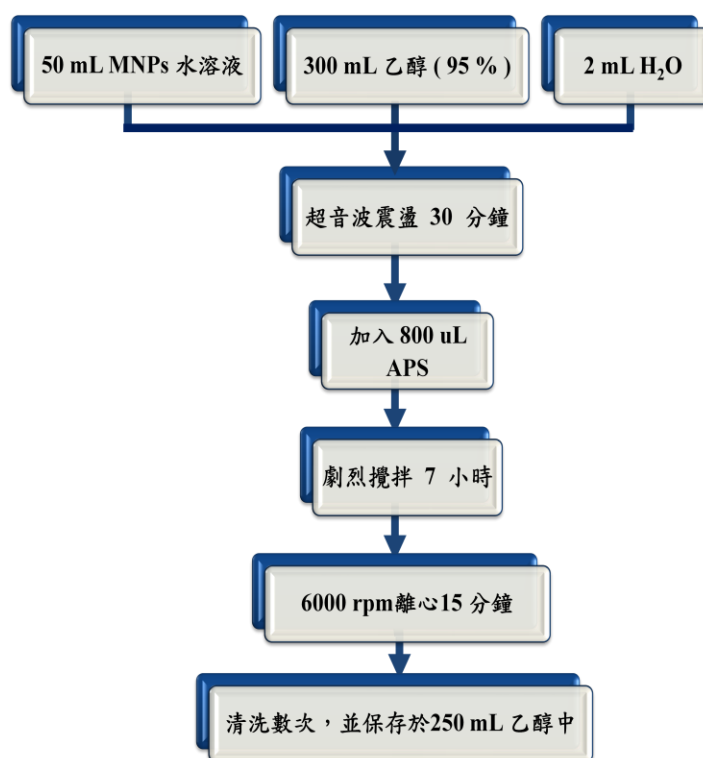 50 mL MNPs 水溶液
300 mL 乙醇 ( 95 % )
2 mL H₂O
超音波震盪 30 分鐘
加入 800 uL
APS
劇烈攪拌 7 小時
6000 rpm離心15 分鐘
清洗數次，並保存於250 mL 乙醇中